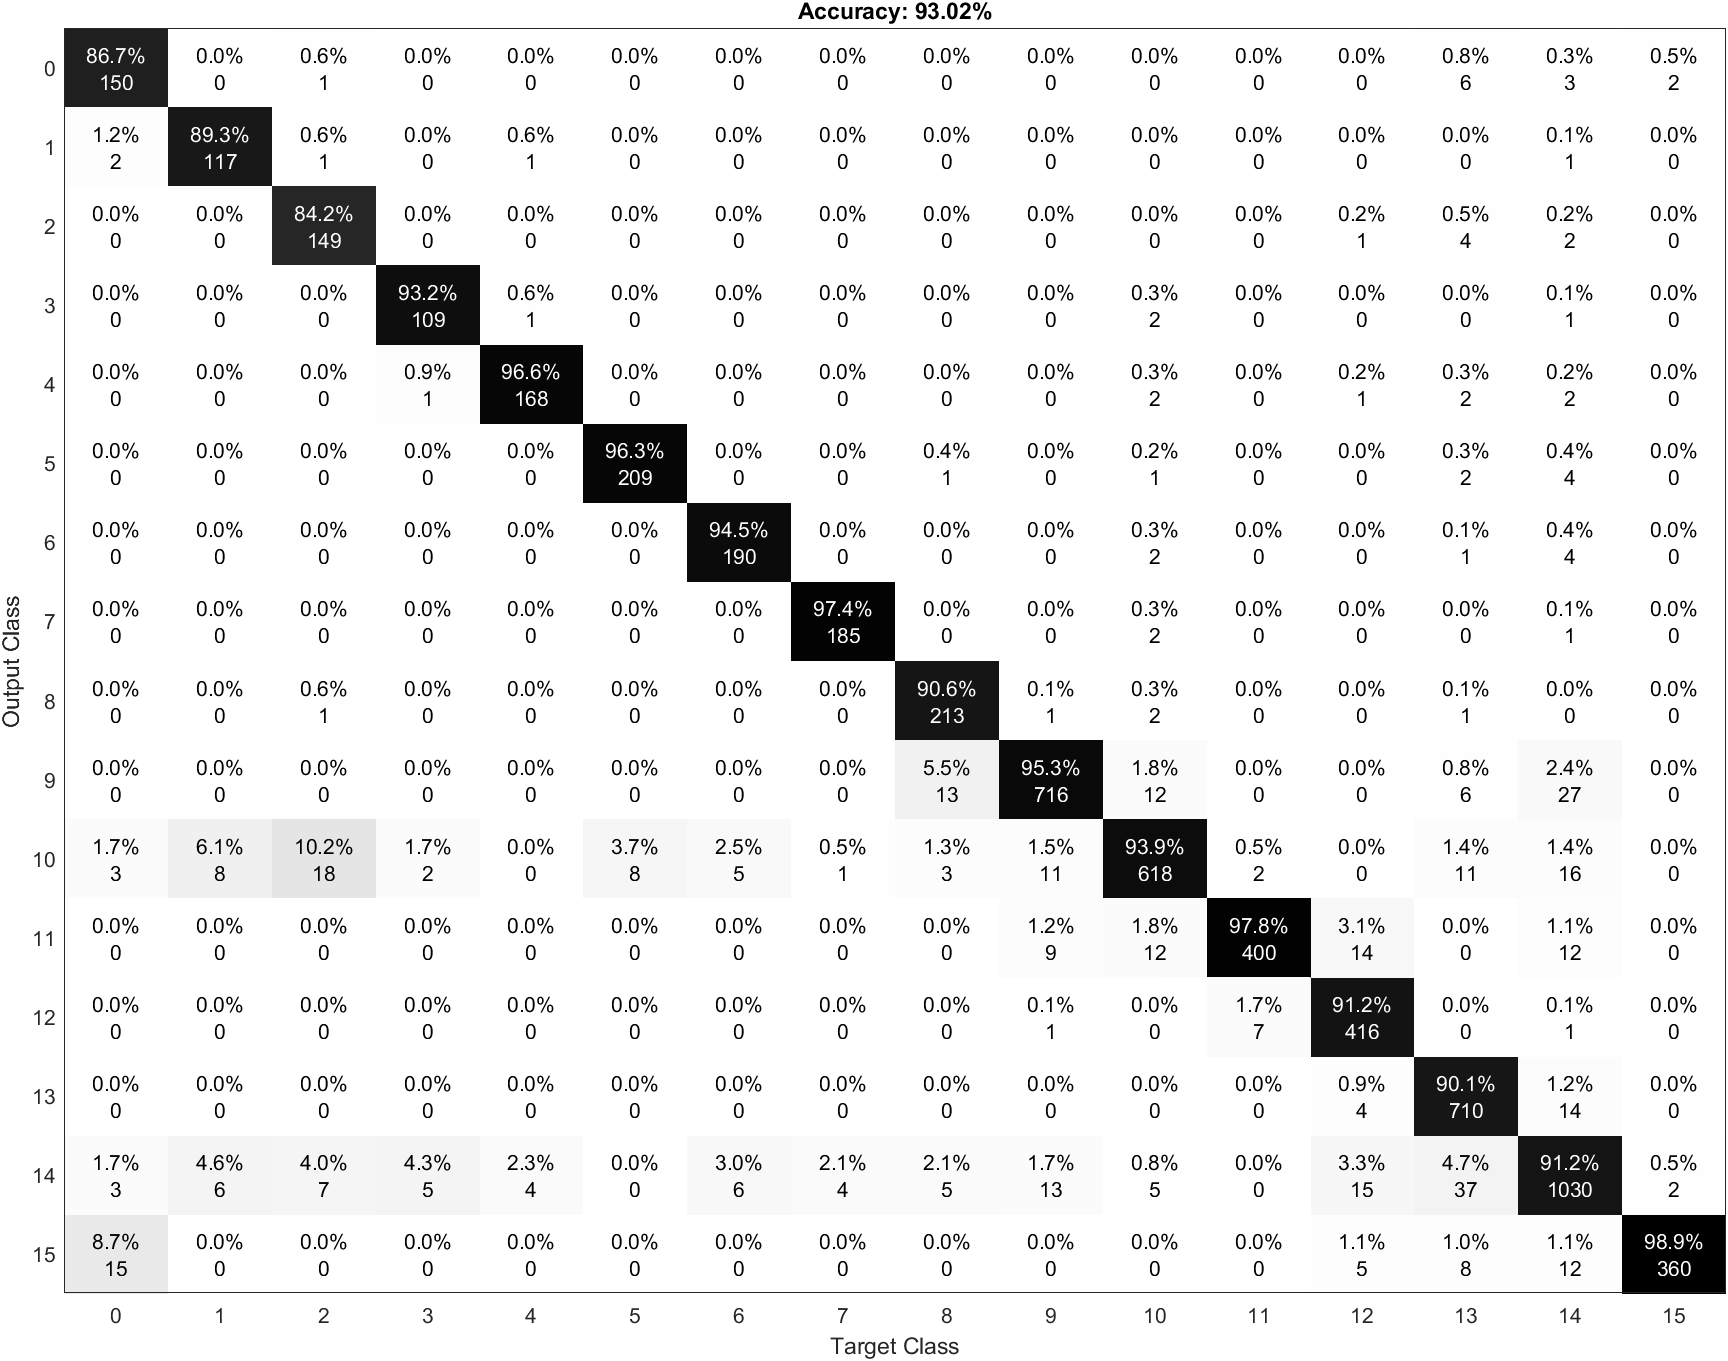 Accuracy: 93.02%
86.7% 0.0% 0.6% 0.0% 0.0% 0.0% 0.0% 0.0% 0.0% 0.0% 0.0% 0.0% 0.0% 0.8% 0.3% 0.5%
0
150 0 1 0 0 0 0 0 0 0 0 0 0 6 3 2
1.2% 89.3% 0.6% 0.0% 0.6% 0.0% 0.0% 0.0% 0.0% 0.0% 0.0% 0.0% 0.0% 0.0% 0.1% 0.0%
1
2 117 1 0 1 0 0 0 0 0 0 0 0 0 1 0
0.0% 0.0% 84.2% 0.0% 0.0% 0.0% 0.0% 0.0% 0.0% 0.0% 0.0% 0.0% 0.2% 0.5% 0.2% 0.0%
2
0 0 149 0 0 0 0 0 0 0 0 0 1 4 2 0
0.0% 0.0% 0.0% 93.2% 0.6% 0.0% 0.0% 0.0% 0.0% 0.0% 0.3% 0.0% 0.0% 0.0% 0.1% 0.0%
3
0 0 0 109 1 0 0 0 0 0 2 0 0 0 1 0
0.0% 0.0% 0.0% 0.9% 96.6% 0.0% 0.0% 0.0% 0.0% 0.0% 0.3% 0.0% 0.2% 0.3% 0.2% 0.0%
4
0 0 0 1 168 0 0 0 0 0 2 0 1 2 2 0
0.0% 0.0% 0.0% 0.0% 0.0% 96.3% 0.0% 0.0% 0.4% 0.0% 0.2% 0.0% 0.0% 0.3% 0.4% 0.0%
5
0 0 0 0 0 209 0 0 1 0 1 0 0 2 4 0
0.0% 0.0% 0.0% 0.0% 0.0% 0.0% 94.5% 0.0% 0.0% 0.0% 0.3% 0.0% 0.0% 0.1% 0.4% 0.0%
6
0 0 0 0 0 0 190 0 0 0 2 0 0 1 4 0
0.0% 0.0% 0.0% 0.0% 0.0% 0.0% 0.0% 97.4% 0.0% 0.0% 0.3% 0.0% 0.0% 0.0% 0.1% 0.0%
7
0 0 0 0 0 0 0 185 0 0 2 0 0 0 1 0
Output Class
0.0% 0.0% 0.6% 0.0% 0.0% 0.0% 0.0% 0.0% 90.6% 0.1% 0.3% 0.0% 0.0% 0.1% 0.0% 0.0%
8
0 0 1 0 0 0 0 0 213 1 2 0 0 1 0 0
0.0% 0.0% 0.0% 0.0% 0.0% 0.0% 0.0% 0.0% 5.5% 95.3% 1.8% 0.0% 0.0% 0.8% 2.4% 0.0%
9
0 0 0 0 0 0 0 0 13 716 12 0 0 6 27 0
1.7% 6.1% 10.2% 1.7% 0.0% 3.7% 2.5% 0.5% 1.3% 1.5% 93.9% 0.5% 0.0% 1.4% 1.4% 0.0%
10
3 8 18 2 0 8 5 1 3 11 618 2 0 11 16 0
0.0% 0.0% 0.0% 0.0% 0.0% 0.0% 0.0% 0.0% 0.0% 1.2% 1.8% 97.8% 3.1% 0.0% 1.1% 0.0%
11
0 0 0 0 0 0 0 0 0 9 12 400 14 0 12 0
0.0% 0.0% 0.0% 0.0% 0.0% 0.0% 0.0% 0.0% 0.0% 0.1% 0.0% 1.7% 91.2% 0.0% 0.1% 0.0%
12
0 0 0 0 0 0 0 0 0 1 0 7 416 0 1 0
0.0% 0.0% 0.0% 0.0% 0.0% 0.0% 0.0% 0.0% 0.0% 0.0% 0.0% 0.0% 0.9% 90.1% 1.2% 0.0%
13
0 0 0 0 0 0 0 0 0 0 0 0 4 710 14 0
1.7% 4.6% 4.0% 4.3% 2.3% 0.0% 3.0% 2.1% 2.1% 1.7% 0.8% 0.0% 3.3% 4.7% 91.2% 0.5%
14
3 6 7 5 4 0 6 4 5 13 5 0 15 37 1030 2
8.7% 0.0% 0.0% 0.0% 0.0% 0.0% 0.0% 0.0% 0.0% 0.0% 0.0% 0.0% 1.1% 1.0% 1.1% 98.9%
15
15 0 0 0 0 0 0 0 0 0 0 0 5 8 12 360
0 1 2 3 4 5 6 7 8 9 10 11 12 13 14 15
Target Class